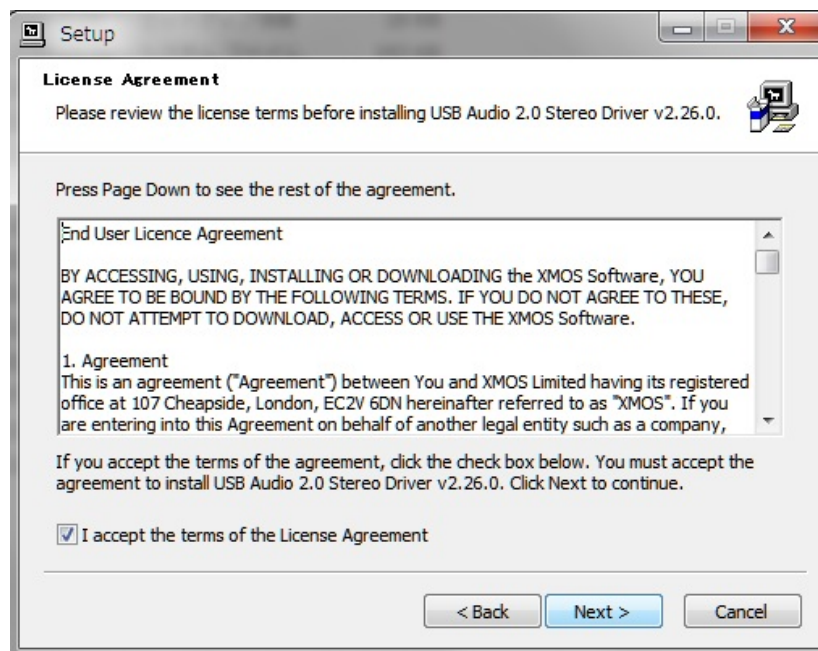 Setup
License Agreement
Please review the license terms before installing USB Audio 2.0 Stereo Driver v2.26.0.
Press Page Down to see the rest of the agreement.
End User Licence Agreement
BY ACCESSING, USING, INSTALLING OR DOWNLOADING the XMOS Software, YOU
AGREE TO BE BOUND BY THE FOLLOWING TERMS. IF YOU DO NOT AGREE TO THESE,
DO NOT ATTEMPT TO DOWNLOAD, ACCESS OR USE THE XMOS Software.
1. Agreement
This is an agreement ("Agreement") between You and XMOS Limited having its registered
office at 107 Cheapside, London, EC2V 6DN hereinafter referred to as "XMOS". If you
are entering into this Agreement on behalf of another legal entity such as a company,
If you accept the terms of the agreement, click the check box below. You must accept the
agreement to install USB Audio 2.0 Stereo Driver v2.26.0. Click Next to continue.
I accept the terms of the License Agreement
< Back Next > Cancel